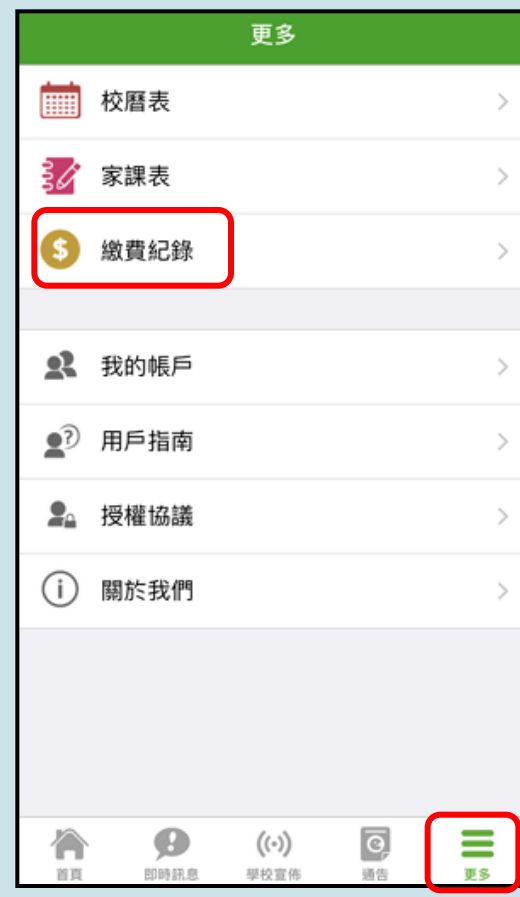 更多
校曆表
家課表
$ 繳費紀錄
我的帳戶
? 用戶指南
授權協議
i 關於我們
首頁 即時訊息 學校宣佈 通告 更多